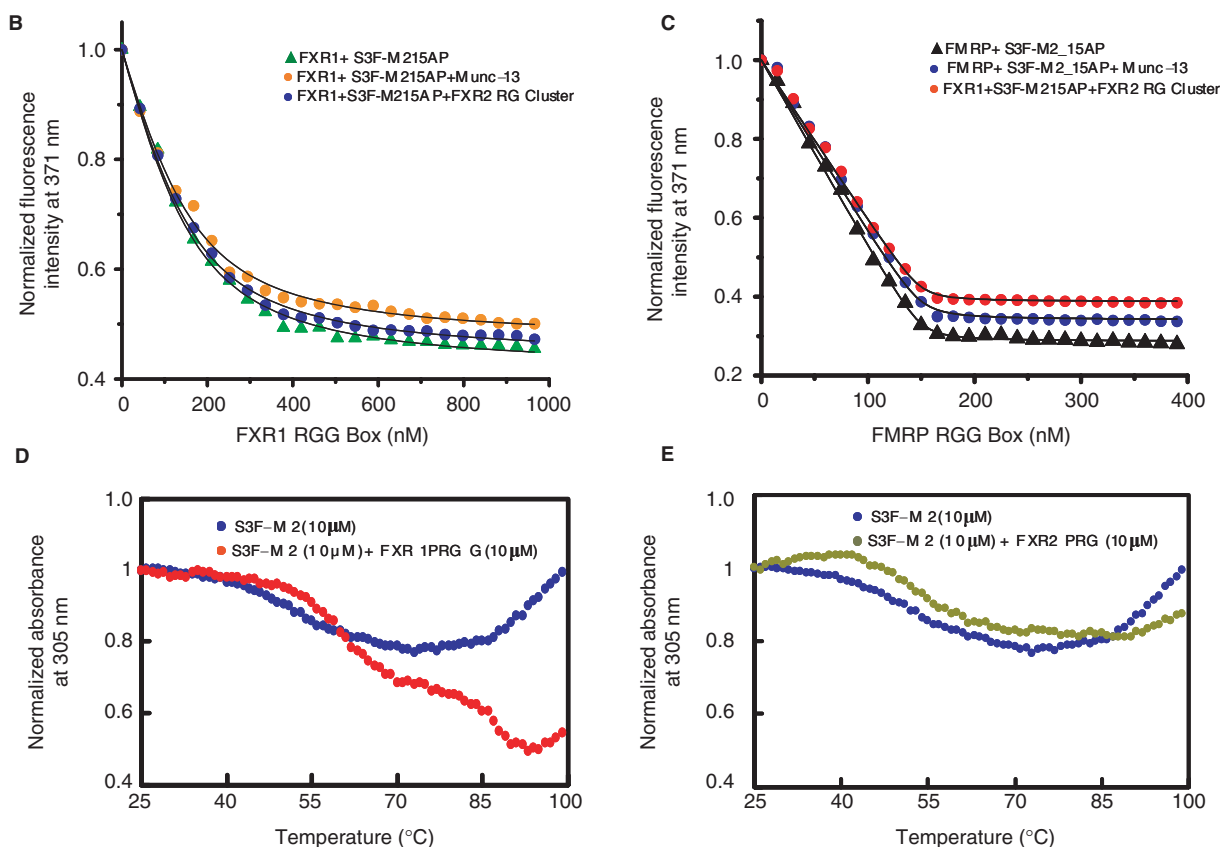 B
1.0
0.8
0.6
0.4
Normalized fluorescence
intensity at 371 nm
FXR1+ S3F-M215AP
FXR1+ S3F-M215AP+Munc-13
FXR1+S3F-M215AP+FXR2 RG Cluster
0 200 400 600 800 1000
FXR1 RGG Box (nM)
C
1.0
0.8
0.6
0.4
0.2
Normalized fluorescence
intensity at 371 nm
FMRP+ S3F-M2_15AP
FMRP+ S3F-M2_15AP+Munc-13
FXR1+S3F-M215AP+FXR2 RG Cluster
0 100 200 300 400
FMRP RGG Box (nM)
D
1.0
0.8
0.6
0.4
Normalized absorbance
at 305 nm
S3F-M 2(10µM)
S3F-M 2 (10µM)+ FXR 1PRG G(10µM)
25 40 55 70 85 100
Temperature (°C)
E
1.0
0.8
0.6
0.4
Normalized absorbance
at 305 nm
S3F-M 2(10µM)
S3F-M 2 (10µM) + FXR2 PRG (10µM)
25 40 55 70 85 100
Temperature (°C)